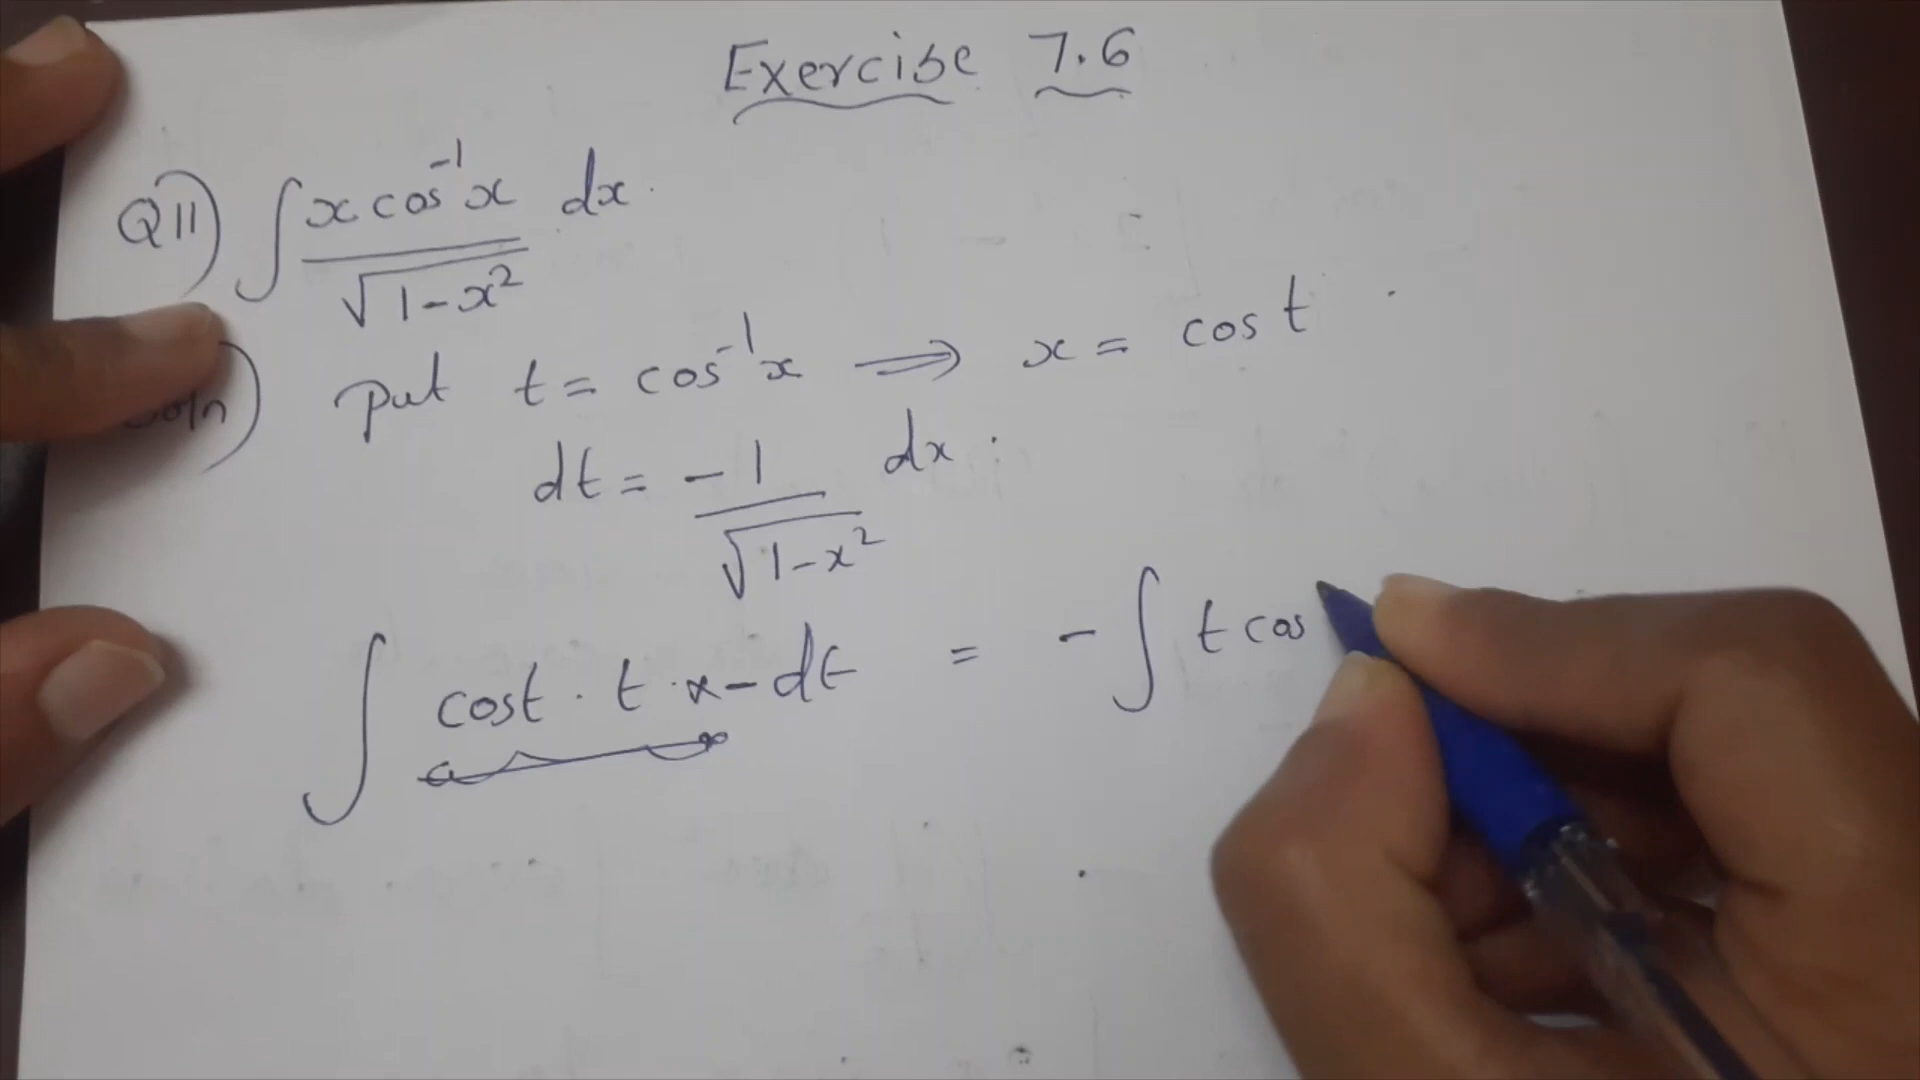 Exercise 7.6
Q11) ∫ x cos⁻¹x / √(1-x²) dx.
Soln) put t = cos⁻¹x ⟹ x = cos t
dt = -1/√(1-x²) dx.
∫ cost · t · x - dt = -∫ t cos